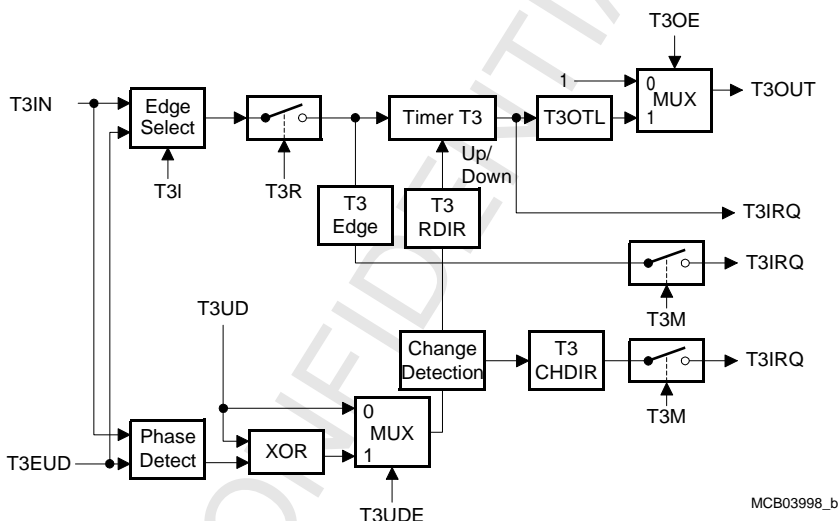 T3OE
1
0
MUX
1
T3OUT
T3IN
Edge
Select
Timer T3
T3OTL
T3I
T3R
Up/
Down
T3
Edge
T3
RDIR
T3IRQ
T3IRQ
T3M
T3UD
Change
Detection
T3
CHDIR
T3IRQ
T3M
0
MUX
1
Phase
Detect
XOR
T3EUD
T3UDE
MCB03998_b
ONFIDENTIA